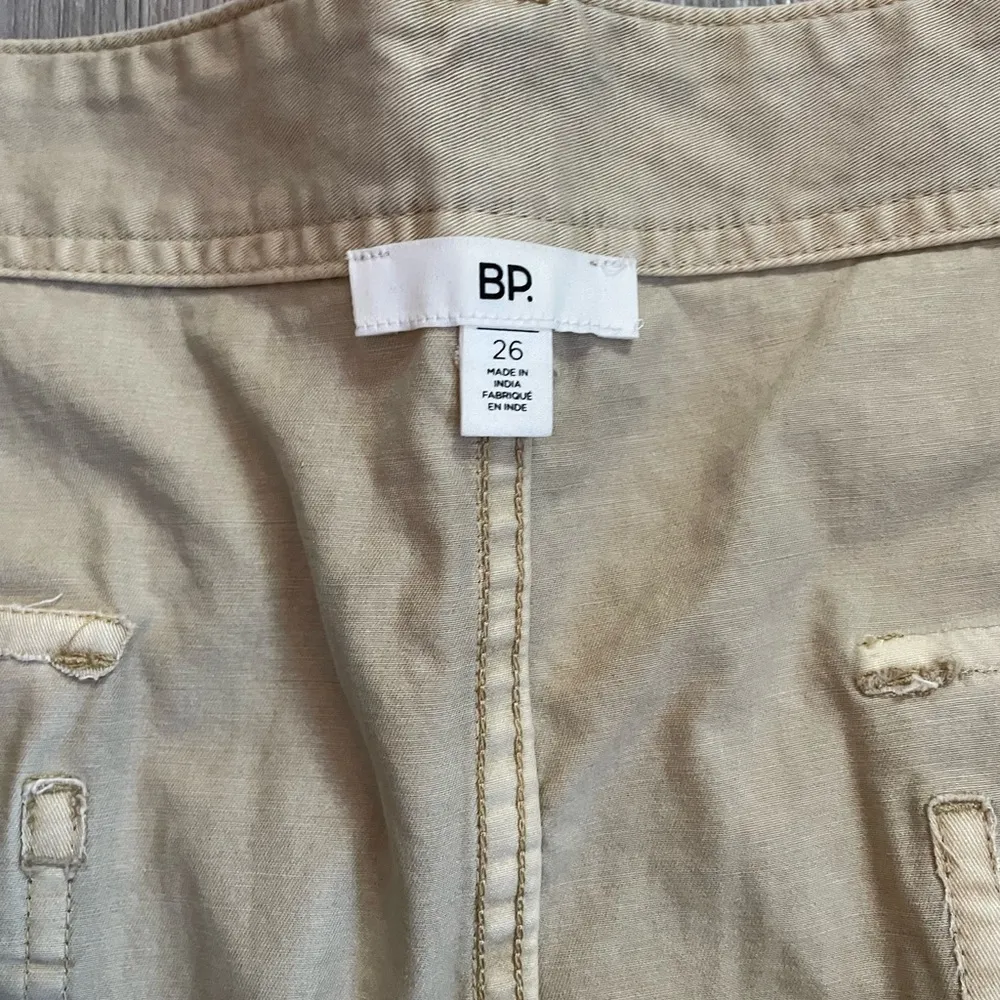 BP.
26
MADE IN
INDIA
FABRIQUÉ
EN INDE